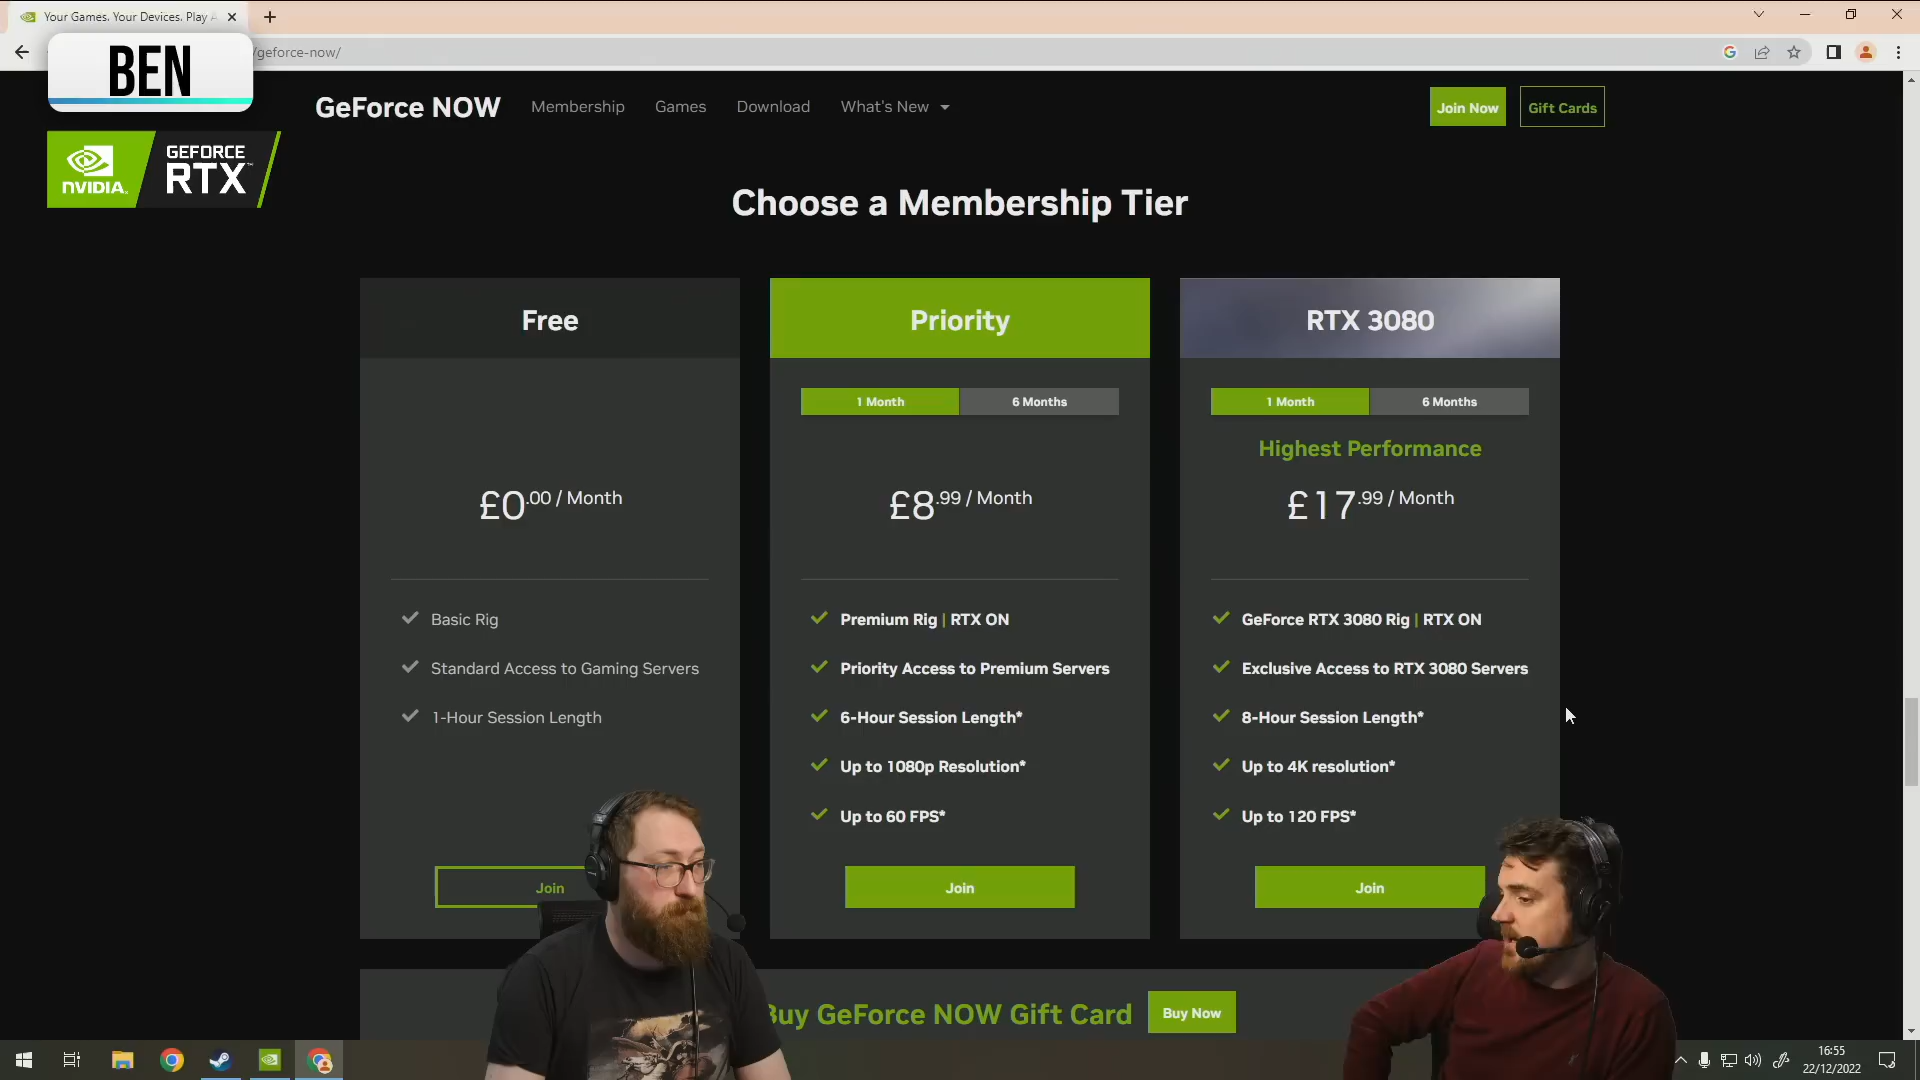 Your Games. Your Devices. Play
BEN
/geforce-now/
GeForce NOW
Membership
Games
Download
What's New
Join Now
Gift Cards
NVIDIA.
GEFORCE
RTX™
Choose a Membership Tier
Free
£0.00 / Month
Basic Rig
Standard Access to Gaming Servers
1-Hour Session Length
Join
Priority
1 Month
6 Months
£8.99 / Month
Premium Rig | RTX ON
Priority Access to Premium Servers
6-Hour Session Length*
Up to 1080p Resolution*
Up to 60 FPS*
Join
RTX 3080
1 Month
6 Months
Highest Performance
£17.99 / Month
GeForce RTX 3080 Rig | RTX ON
Exclusive Access to RTX 3080 Servers
8-Hour Session Length*
Up to 4K resolution*
Up to 120 FPS*
Join
Buy GeForce NOW Gift Card
Buy Now
16:55
22/12/2022